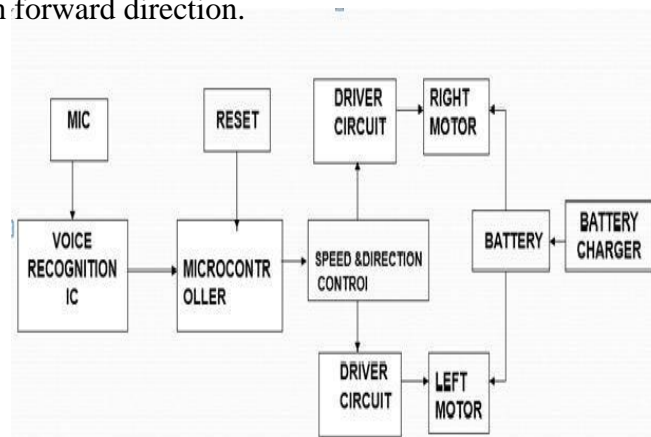 n forward direction.
MIC
RESET
DRIVER
CIRCUIT
RIGHT
MOTOR
VOICE
RECOGNITION
IC
MICROCONTR
OLLER
SPEED &DIRECTION
CONTROl
BATTERY
BATTERY
CHARGER
DRIVER
CIRCUIT
LEFT
MOTOR